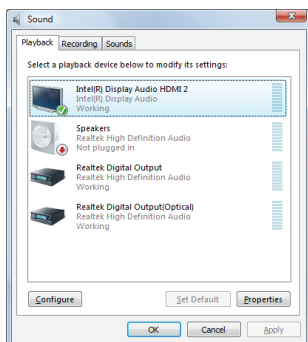 Sound
Playback Recording Sounds
Select a playback device below to modify its settings:
Intel(R) Display Audio HDMI 2
Intel(R) Display Audio
Working
Speakers
Realtek High Definition Audio
Not plugged in
Realtek Digital Output
Realtek High Definition Audio
Working
Realtek Digital Output(Optical)
Realtek High Definition Audio
Working
Configure Set Default Properties
OK Cancel Apply